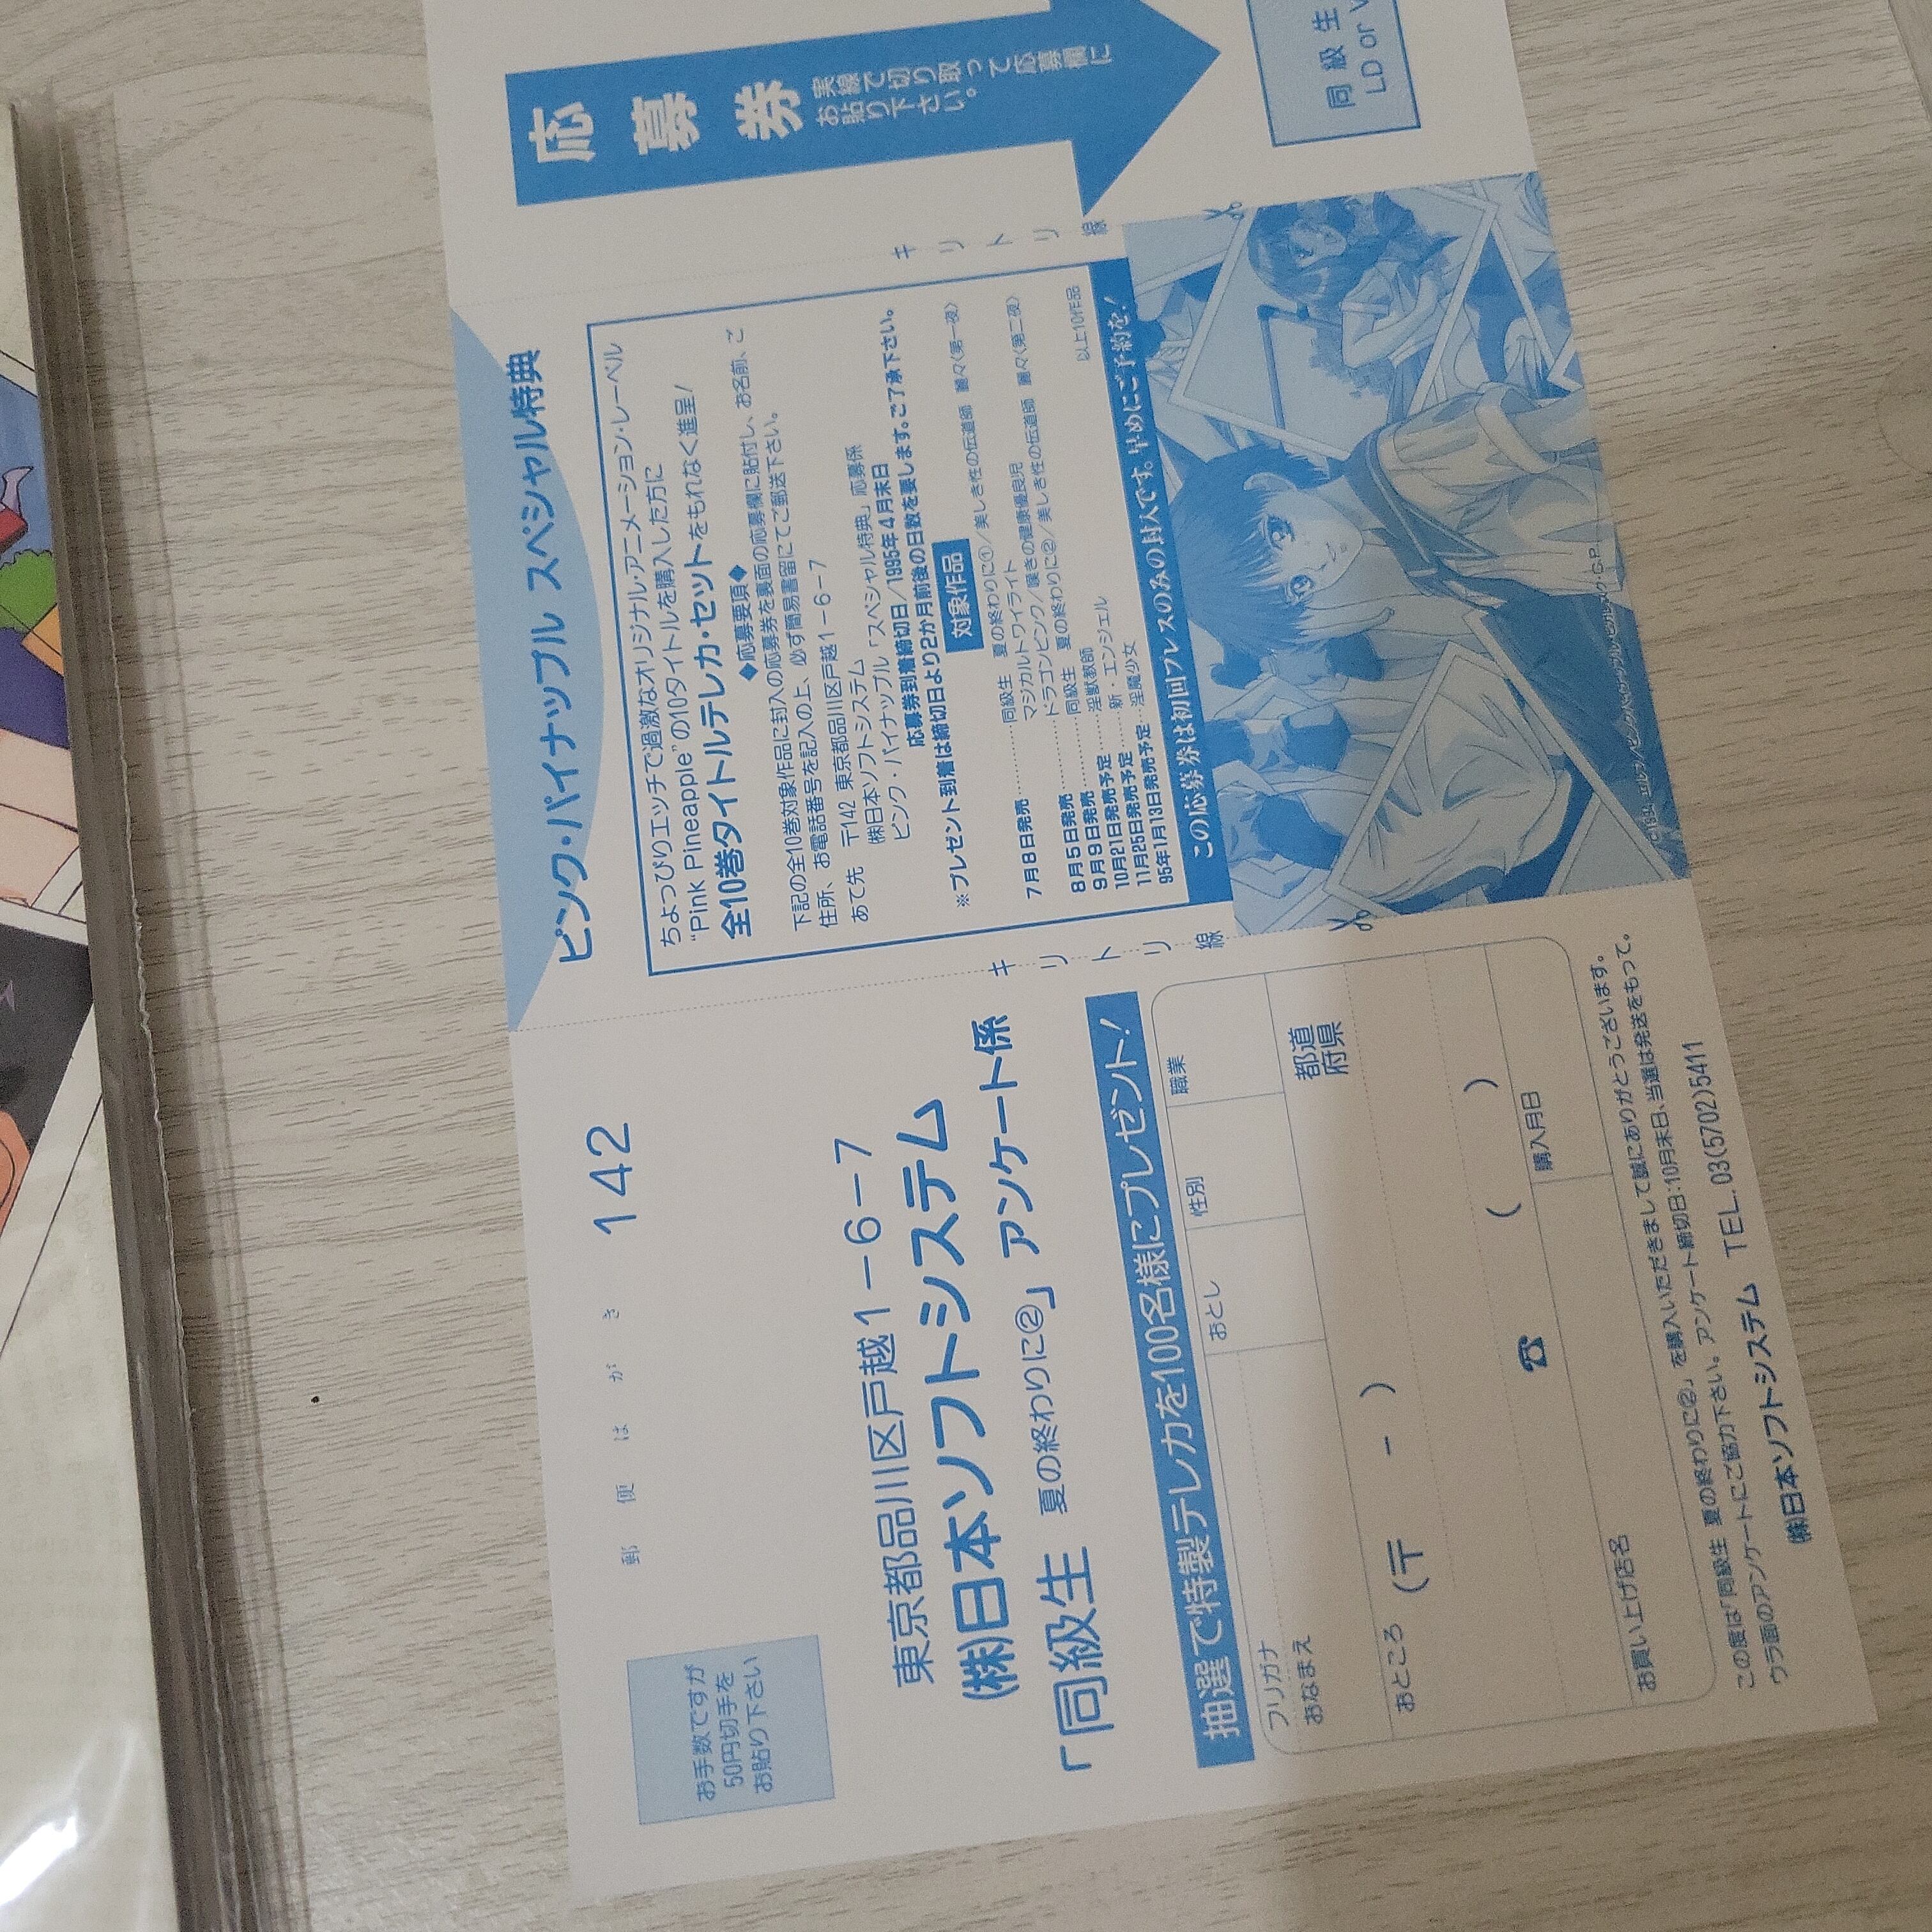 お手数ですが
50円切手を
お貼り下さい
郵便はがき
142
東京都品川区戸越1-6-7
(株)日本ソフトシステム
「同級生 夏の終わりに②」アンケート係
抽選で特製テレカを100名様にプレゼント!
フリガナ
おなまえ
おとし
性別
職業
おところ (〒 - )
都道
府県
☎ ( )
お買い上げ店名
購入月日
この度は「同級生 夏の終わりに②」を購入いただきまして誠にありがとうございます。
ウラ面のアンケートにご協力下さい。アンケート締切日:10月末日、当選は発送をもって。
(株)日本ソフトシステム TEL.03(5702)5411
キリトリ線
ピンク・パイナップル スペシャル特典
ちょっぴりエッチで過激なオリジナル・アニメーション・レーベル
“Pink Pineapple”の10タイトルを購入した方に
全10巻タイトルテレカ・セットをもれなく進呈!
◆応募要項◆
下記の全10巻対象作品に封入の応募券を裏面の応募欄に貼付し、お名前、ご
住所、お電話番号を記入の上、必ず簡易書留にてご郵送下さい。
あて先 〒142 東京都品川区戸越1-6-7
(株)日本ソフトシステム
ピンク・パイナップル「スペシャル特典」応募係
応募券到着締切日/1995年4月末日
※プレゼント到着は締切日より2か月前後の日数を要します。ご了承下さい。
対象作品
7月8日発売…………同級生 夏の終わりに①/美しき性の伝道師 麗々〈第一夜〉
マジカルトワイライト
8月5日発売…………ドラゴンピンク/嘆きの健康優良児
9月9日発売…………同級生 夏の終わりに②/美しき性の伝道師 麗々〈第二夜〉
10月21日発売予定……淫獣教師
11月25日発売予定……新・エンジェル
95年1月13日発売予定…淫魔少女
以上10作品
この応募券は初回プレスのみの封入です。早めにご予約を!
キリトリ線
応募券
実線で切り取って応募欄に
お貼り下さい。
同級生
LD or V